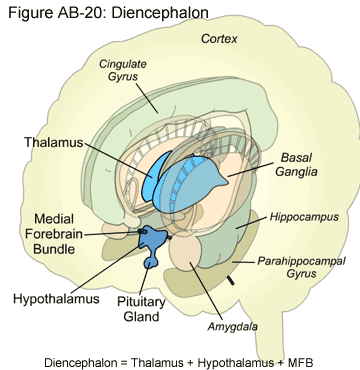 Figure AB-20: Diencephalon
Cortex
Cingulate
Gyrus
Thalamus
Basal
Ganglia
Medial
Forebrain
Bundle
Hippocampus
Parahippocampal
Gyrus
Hypothalamus
Pituitary
Gland
Amygdala
Diencephalon = Thalamus + Hypothalamus + MFB